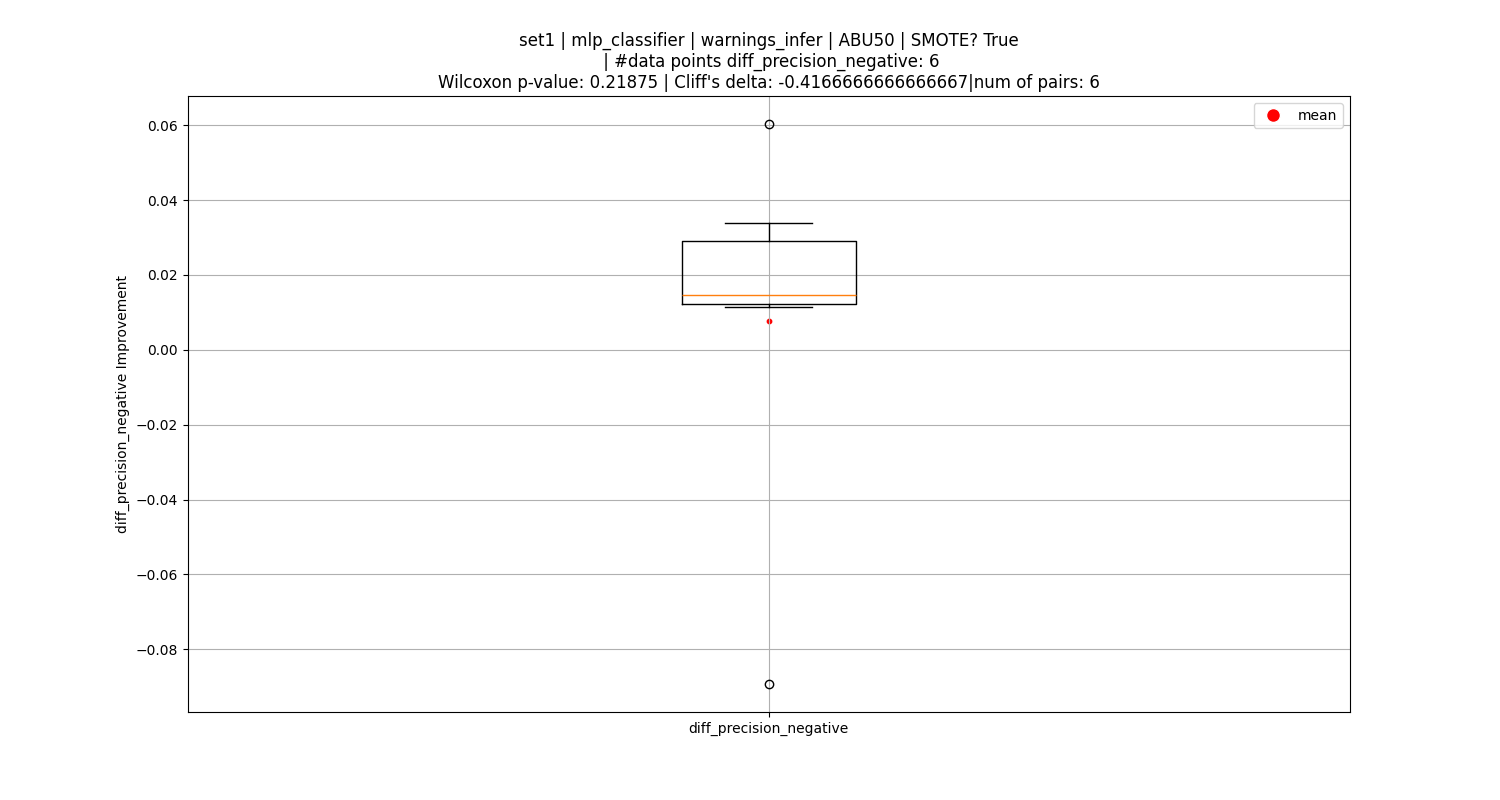 set1 | mlp_classifier | warnings_infer | ABU50 | SMOTE? True
| #data points diff_precision_negative: 6
Wilcoxon p-value: 0.21875 | Cliff's delta: -0.4166666666666667|num of pairs: 6
mean
0.06
0.04
0.02
0.00
−0.02
−0.04
−0.06
−0.08
diff_precision_negative Improvement
diff_precision_negative